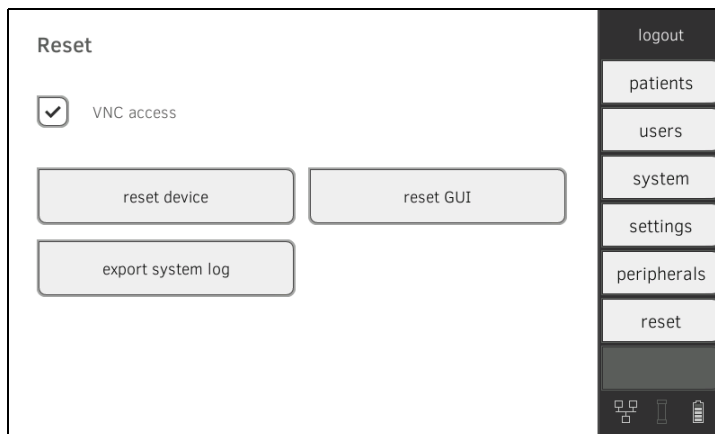 Reset
VNC access
reset device
reset GUI
export system log
logout
patients
users
system
settings
peripherals
reset